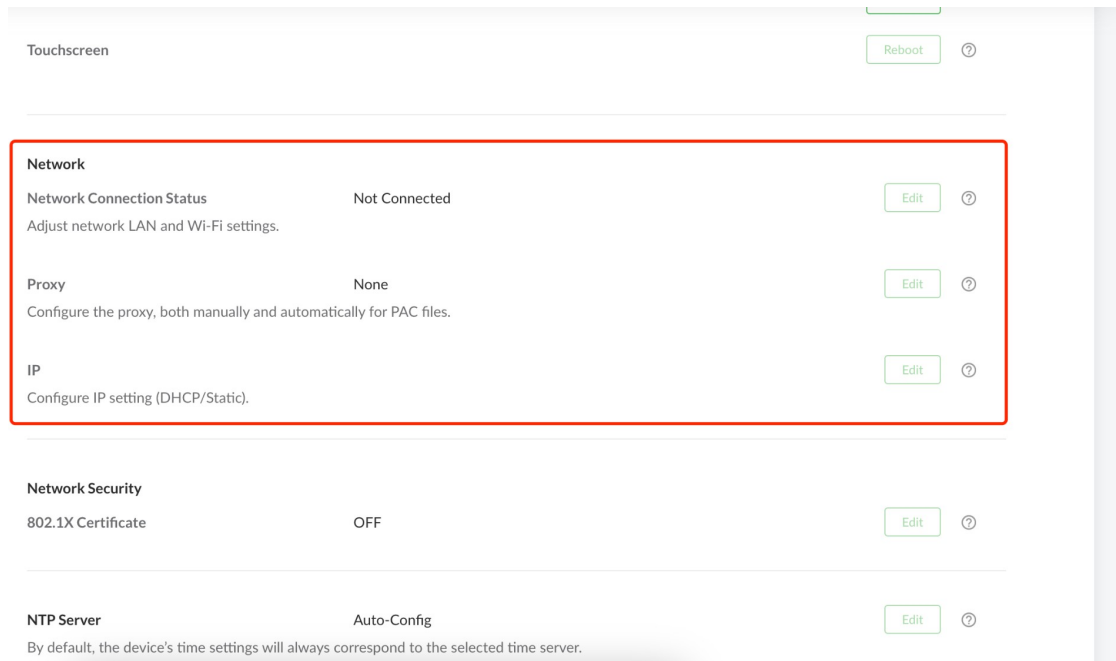 Touchscreen Reboot
Network
Network Connection Status Not Connected Edit
Adjust network LAN and Wi-Fi settings.
Proxy None Edit
Configure the proxy, both manually and automatically for PAC files.
IP Edit
Configure IP setting (DHCP/Static).
Network Security
802.1X Certificate OFF Edit
NTP Server Auto-Config Edit
By default, the device's time settings will always correspond to the selected time server.